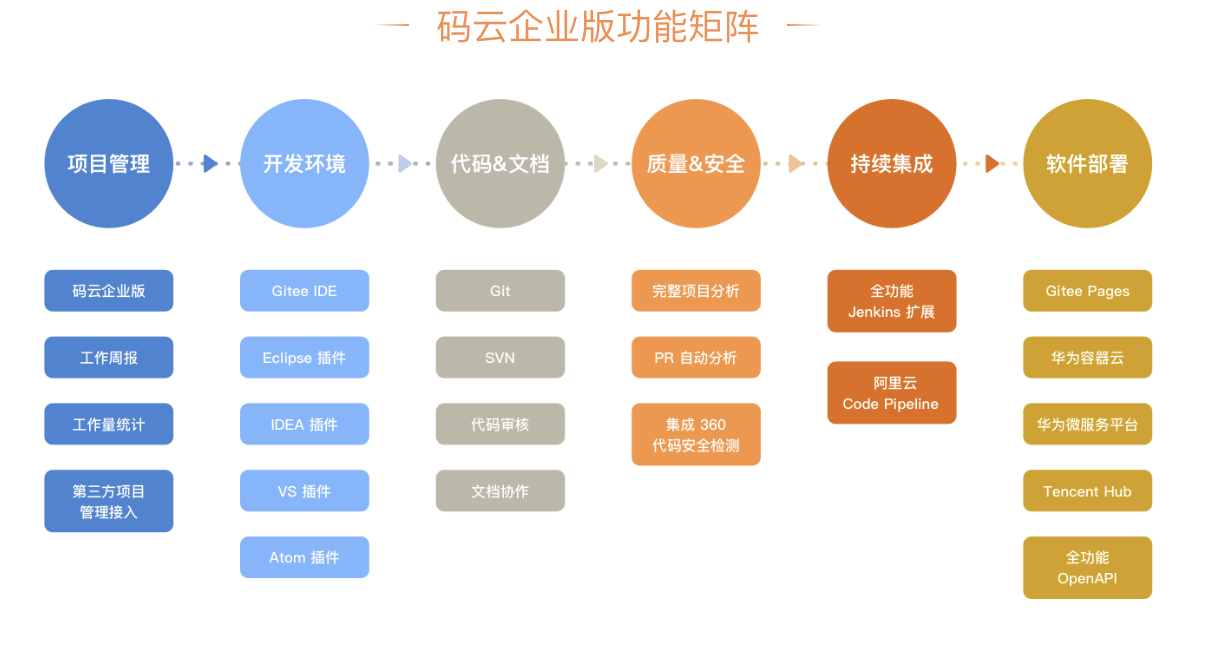 码云企业版功能矩阵
项目管理
开发环境
代码&文档
质量&安全
持续集成
软件部署
码云企业版
工作周报
工作量统计
第三方项目
管理接入
Gitee IDE
Eclipse 插件
IDEA 插件
VS 插件
Atom 插件
Git
SVN
代码审核
文档协作
完整项目分析
PR 自动分析
集成 360
代码安全检测
全功能
Jenkins 扩展
阿里云
Code Pipeline
Gitee Pages
华为容器云
华为微服务平台
Tencent Hub
全功能
OpenAPI